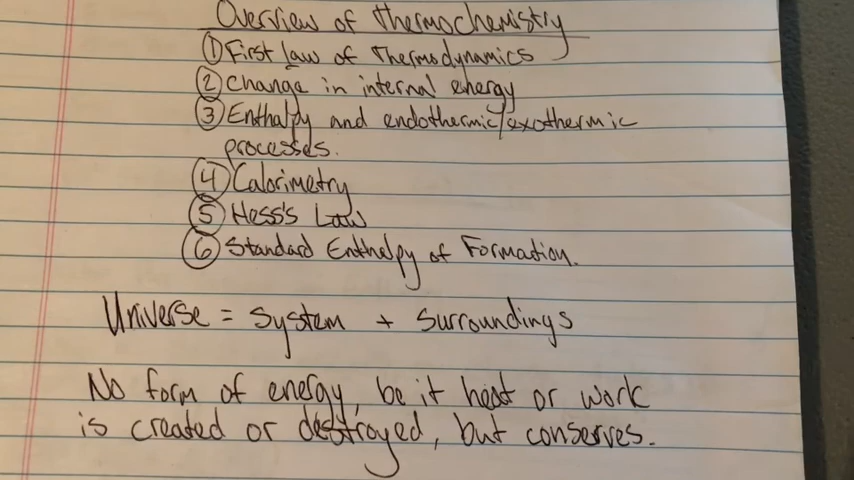 Overview of thermochemistry
① First law of Thermodynamics
② Change in internal energy
③ Enthalpy and endothermic/exothermic
processes.
④ Calorimetry
⑤ Hess's Law
⑥ Standard Enthalpy of Formation.
Universe = System + Surroundings
No form of energy, be it heat or work
is created or destroyed, but conserves.